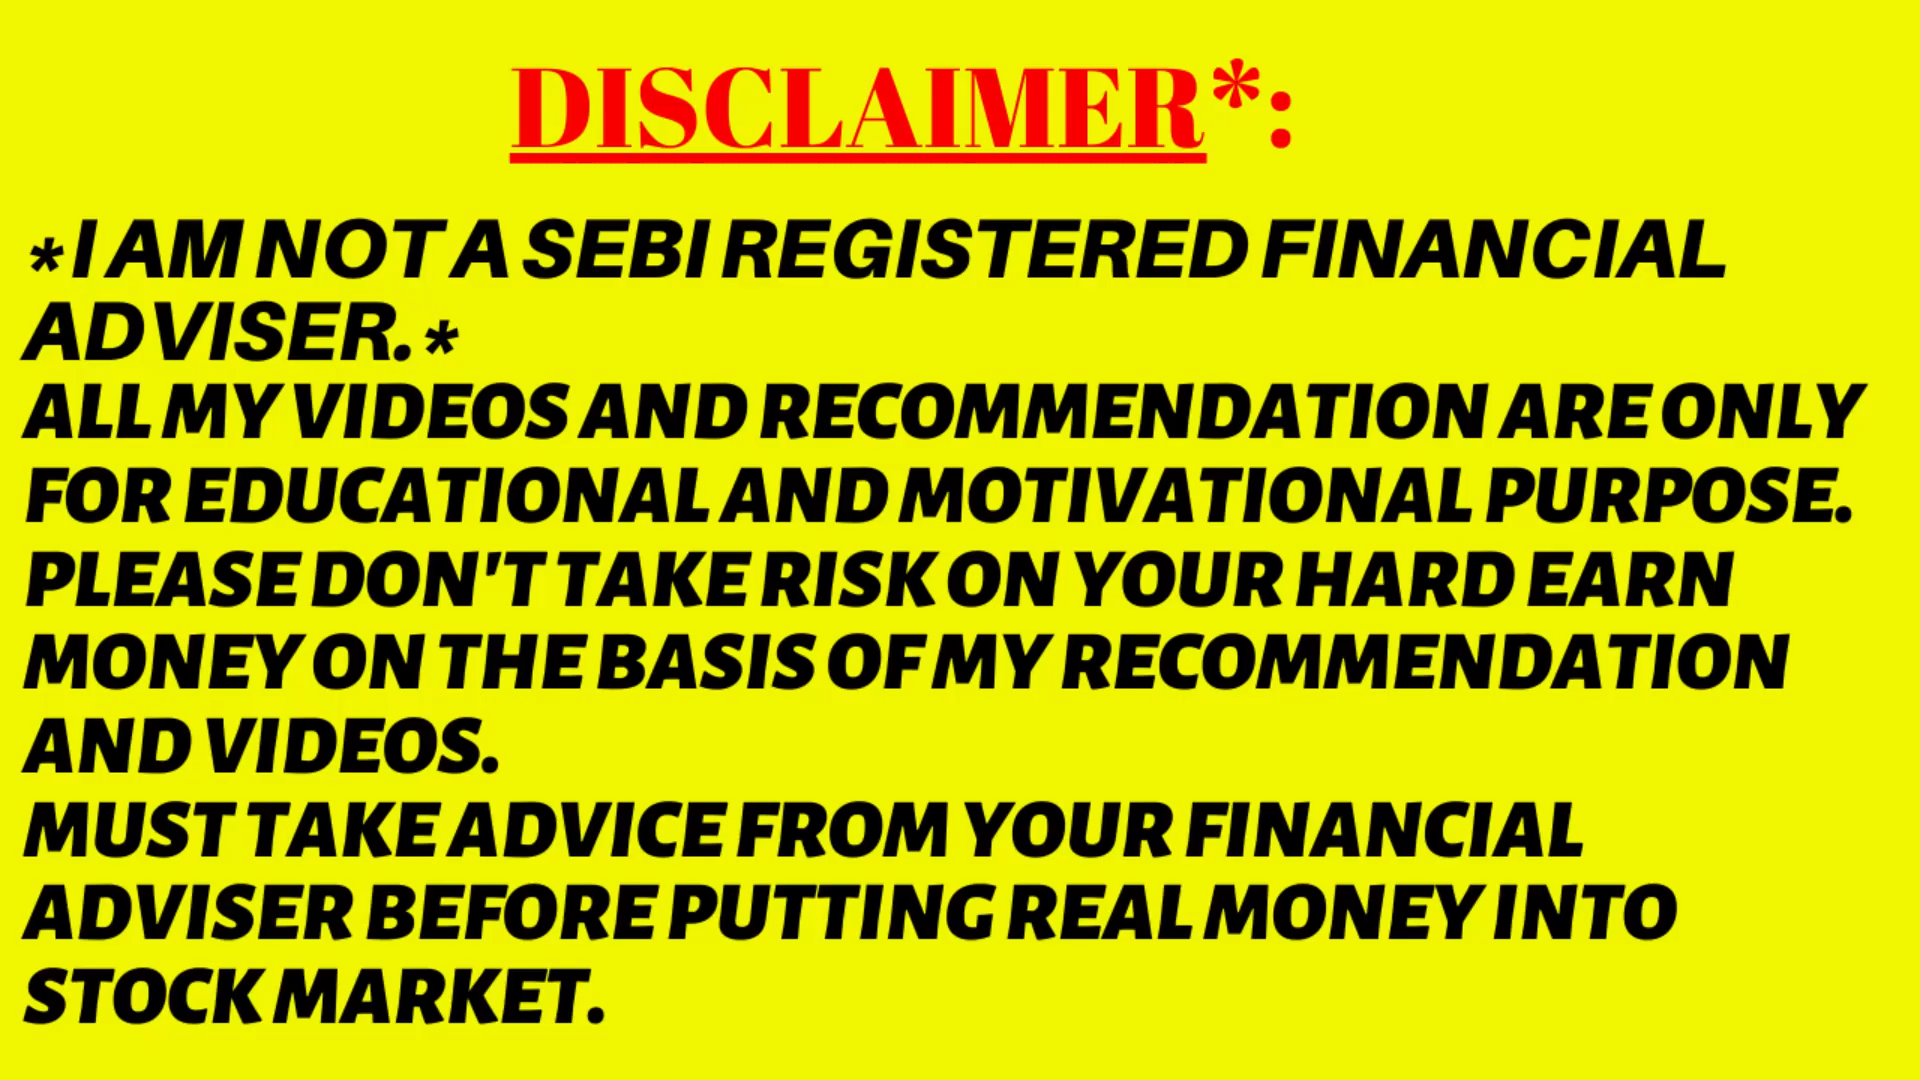 DISCLAIMER*:
*I AM NOT A SEBI REGISTERED FINANCIAL
ADVISER.*
ALL MY VIDEOS AND RECOMMENDATION ARE ONLY
FOR EDUCATIONAL AND MOTIVATIONAL PURPOSE.
PLEASE DON'T TAKE RISK ON YOUR HARD EARN
MONEY ON THE BASIS OF MY RECOMMENDATION
AND VIDEOS.
MUST TAKE ADVICE FROM YOUR FINANCIAL
ADVISER BEFORE PUTTING REAL MONEY INTO
STOCK MARKET.